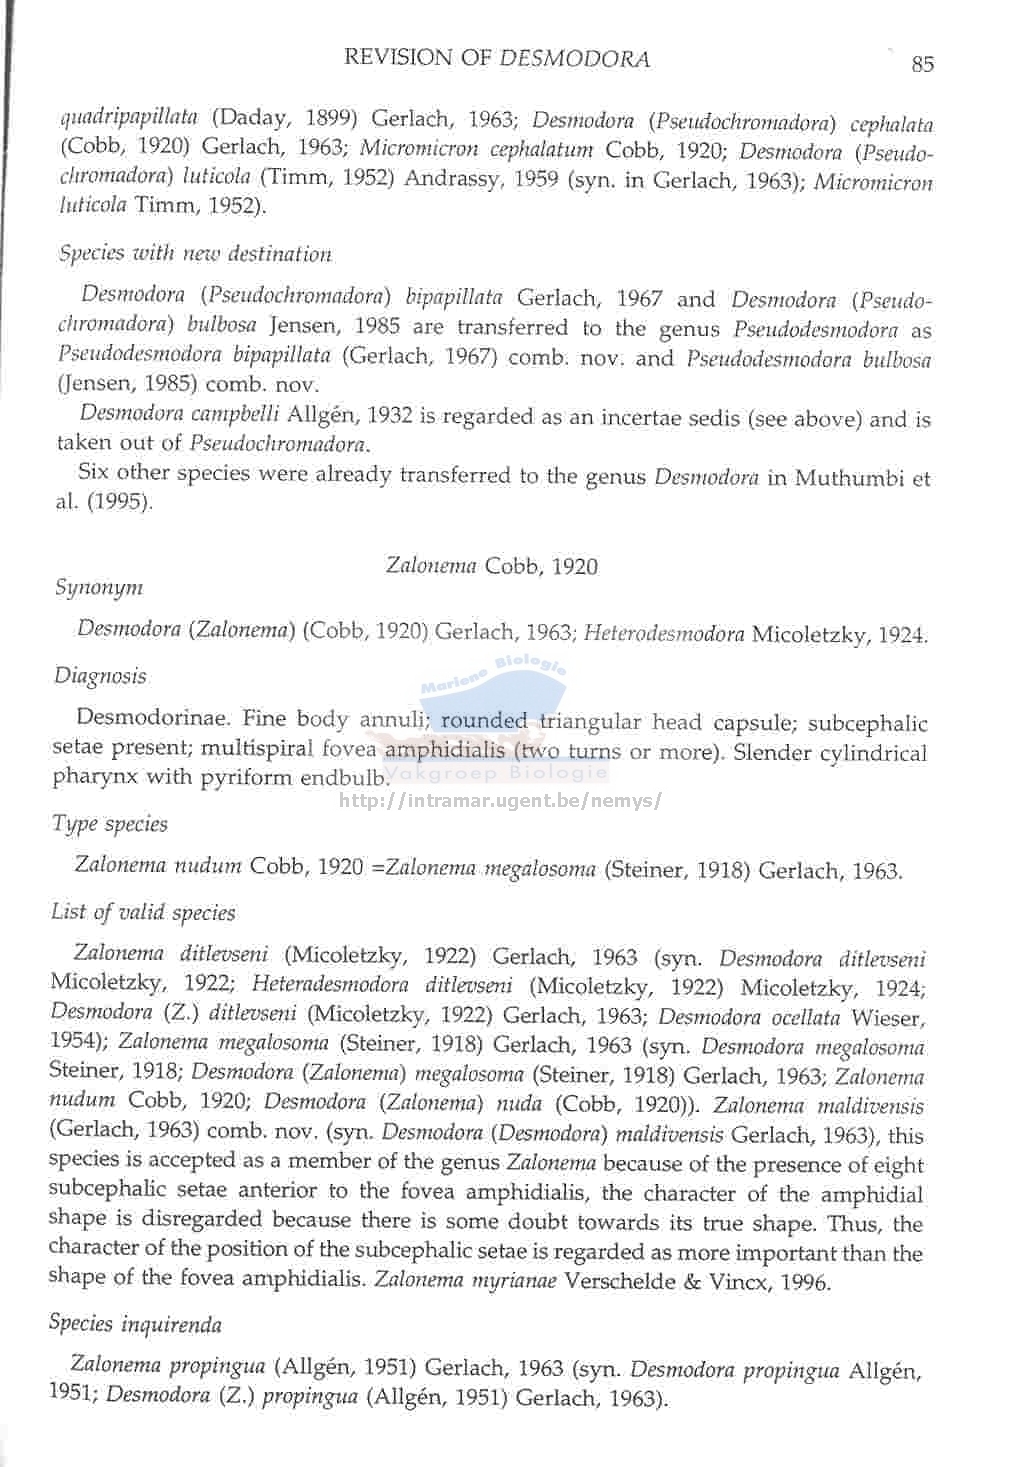 REVISION OF DESMODORA 85
quadripapillata (Daday, 1899) Gerlach, 1963; Desmodora (Pseudochromadora) cephalata
(Cobb, 1920) Gerlach, 1963; Micromicron cephalatum Cobb, 1920; Desmodora (Pseudo-
chromadora) luticola (Timm, 1952) Andrassy, 1959 (syn. in Gerlach, 1963); Micromicron
luticola Timm, 1952).
Species with new destination
Desmodora (Pseudochromadora) bipapillata Gerlach, 1967 and Desmodora (Pseudo-
chromadora) bulbosa Jensen, 1985 are transferred to the genus Pseudodesmodora as
Pseudodesmodora bipapillata (Gerlach, 1967) comb. nov. and Pseudodesmodora bulbosa
(Jensen, 1985) comb. nov.
Desmodora campbelli Allgén, 1932 is regarded as an incertae sedis (see above) and is
taken out of Pseudochromadora.
Six other species were already transferred to the genus Desmodora in Muthumbi et
al. (1995).
Zalonema Cobb, 1920
Synonym
Desmodora (Zalonema) (Cobb, 1920) Gerlach, 1963; Heterodesmodora Micoletzky, 1924.
Diagnosis
Mariene Biologie
Desmodorinae. Fine body annuli; rounded triangular head capsule; subcephalic
setae present; multispiral fovea amphidialis (two turns or more). Slender cylindrical
pharynx with pyriform endbulb.
Vakgroep Biologie
http://intramar.ugent.be/nemys/
Type species
Zalonema nudum Cobb, 1920 =Zalonema megalosoma (Steiner, 1918) Gerlach, 1963.
List of valid species
Zalonema ditlevseni (Micoletzky, 1922) Gerlach, 1963 (syn. Desmodora ditlevseni
Micoletzky, 1922; Heteradesmodora ditlevseni (Micoletzky, 1922) Micoletzky, 1924;
Desmodora (Z.) ditlevseni (Micoletzky, 1922) Gerlach, 1963; Desmodora ocellata Wieser,
1954); Zalonema megalosoma (Steiner, 1918) Gerlach, 1963 (syn. Desmodora megalosoma
Steiner, 1918; Desmodora (Zalonema) megalosoma (Steiner, 1918) Gerlach, 1963; Zalonema
nudum Cobb, 1920; Desmodora (Zalonema) nuda (Cobb, 1920)). Zalonema maldivensis
(Gerlach, 1963) comb. nov. (syn. Desmodora (Desmodora) maldivensis Gerlach, 1963), this
species is accepted as a member of the genus Zalonema because of the presence of eight
subcephalic setae anterior to the fovea amphidialis, the character of the amphidial
shape is disregarded because there is some doubt towards its true shape. Thus, the
character of the position of the subcephalic setae is regarded as more important than the
shape of the fovea amphidialis. Zalonema myrianae Verschelde & Vincx, 1996.
Species inquirenda
Zalonema propingua (Allgén, 1951) Gerlach, 1963 (syn. Desmodora propingua Allgén,
1951; Desmodora (Z.) propingua (Allgén, 1951) Gerlach, 1963).